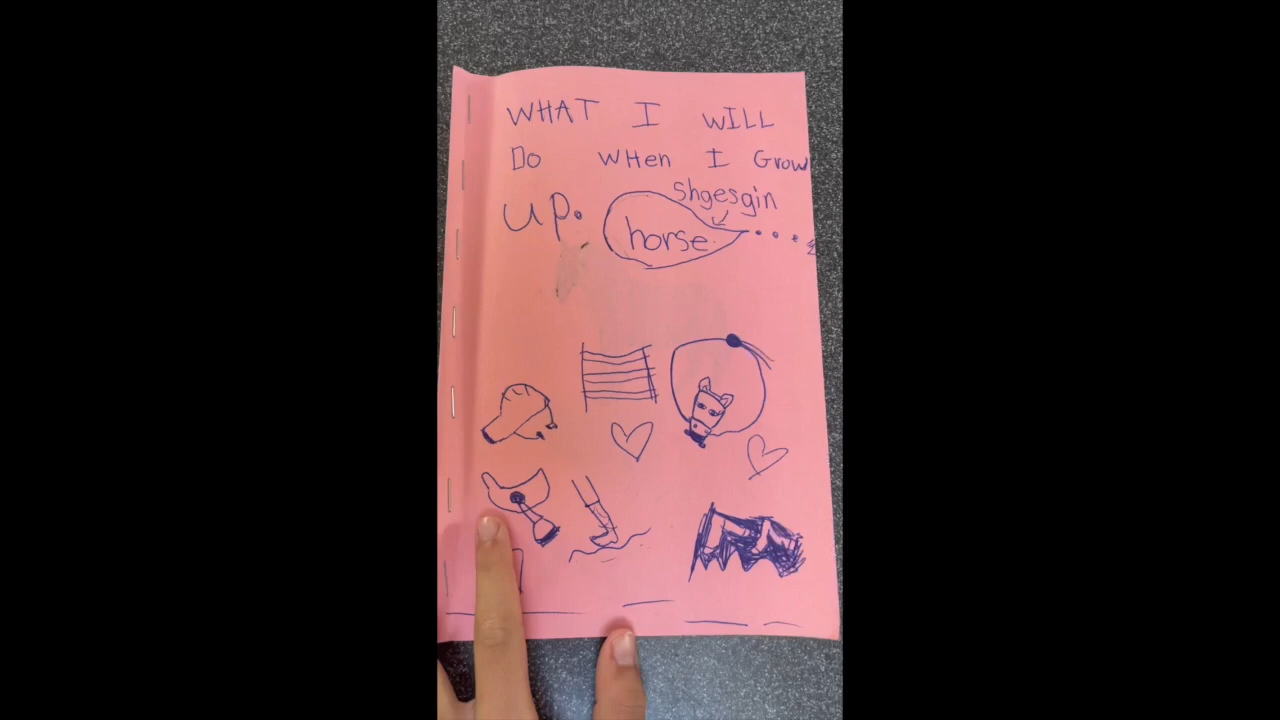 WHAT I WILL
Do WHen I Grow
up.
shgesgin
horse.